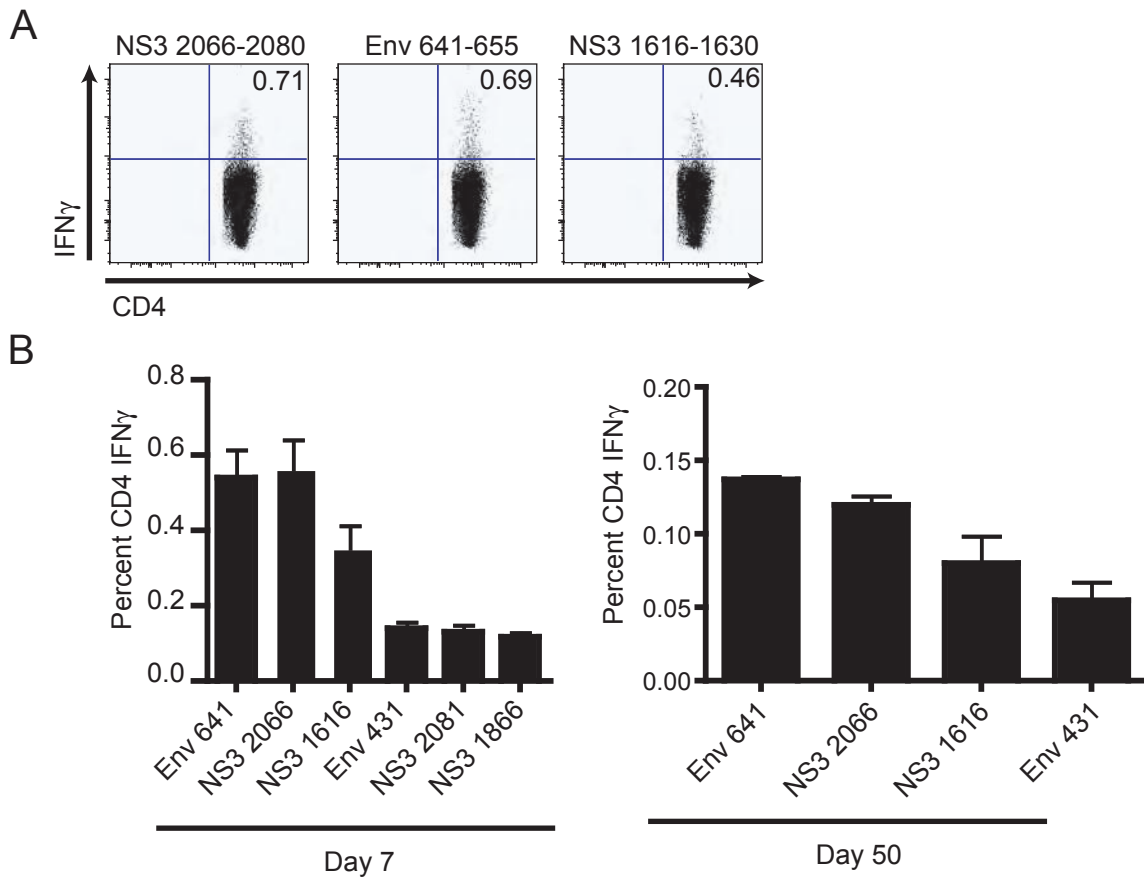 A
NS3 2066-2080 Env 641-655 NS3 1616-1630
0.71 0.69 0.46
IFNγ
CD4
B
Percent CD4 IFNγ
0.8
0.6
0.4
0.2
0.0
Env 641
NS3 2066
NS3 1616
Env 431
NS3 2081
NS3 1866
Day 7
Percent CD4 IFNγ
0.20
0.15
0.10
0.05
0.00
Env 641
NS3 2066
NS3 1616
Env 431
Day 50